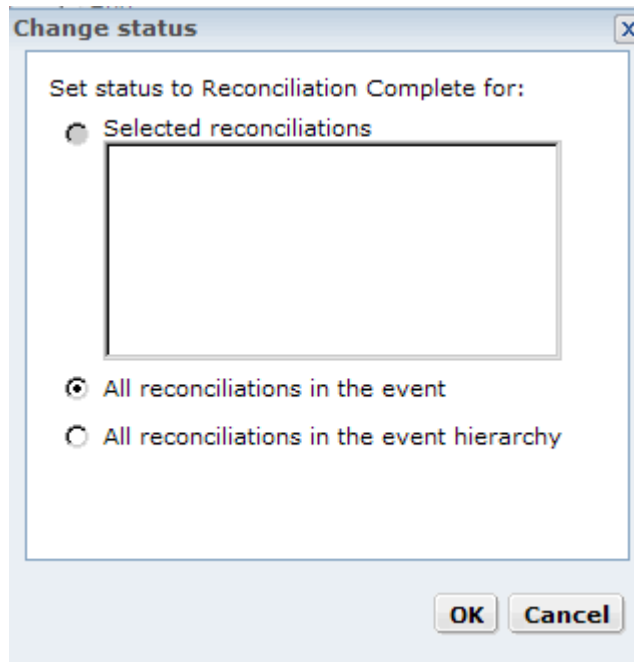 Change status
X
Set status to Reconciliation Complete for:
Selected reconciliations
All reconciliations in the event
All reconciliations in the event hierarchy
OK Cancel